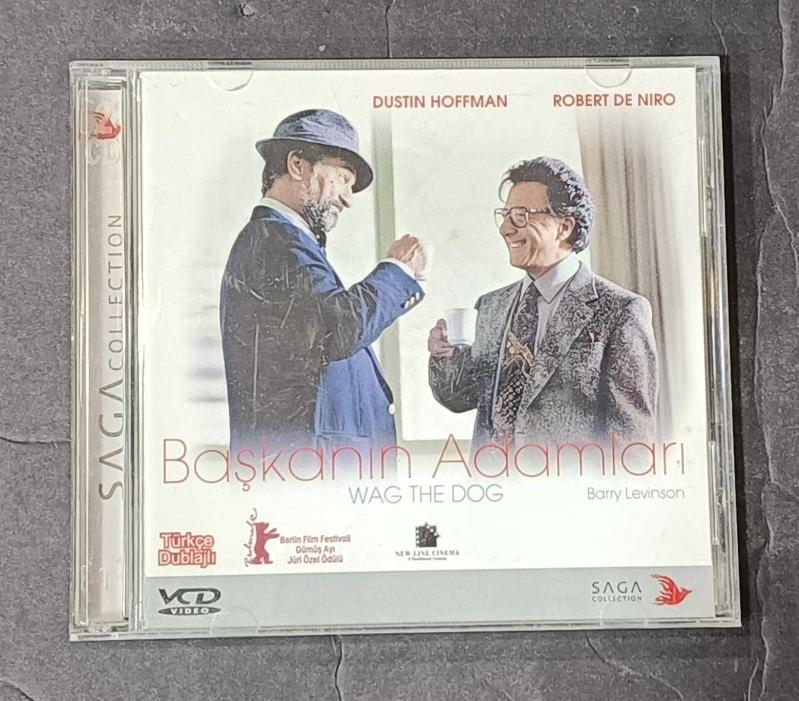 DUSTIN HOFFMAN
ROBERT DE NIRO
SAGA COLLECTION
Başkanın Adamları
WAG THE DOG
Barry Levinson
Türkçe
Dublajlı
Berlin Film Festivali
Gümüş Ayı
Jüri Özel Ödülü
NEW LINE CINEMA
VCD
VIDEO
SAGA
COLLECTION